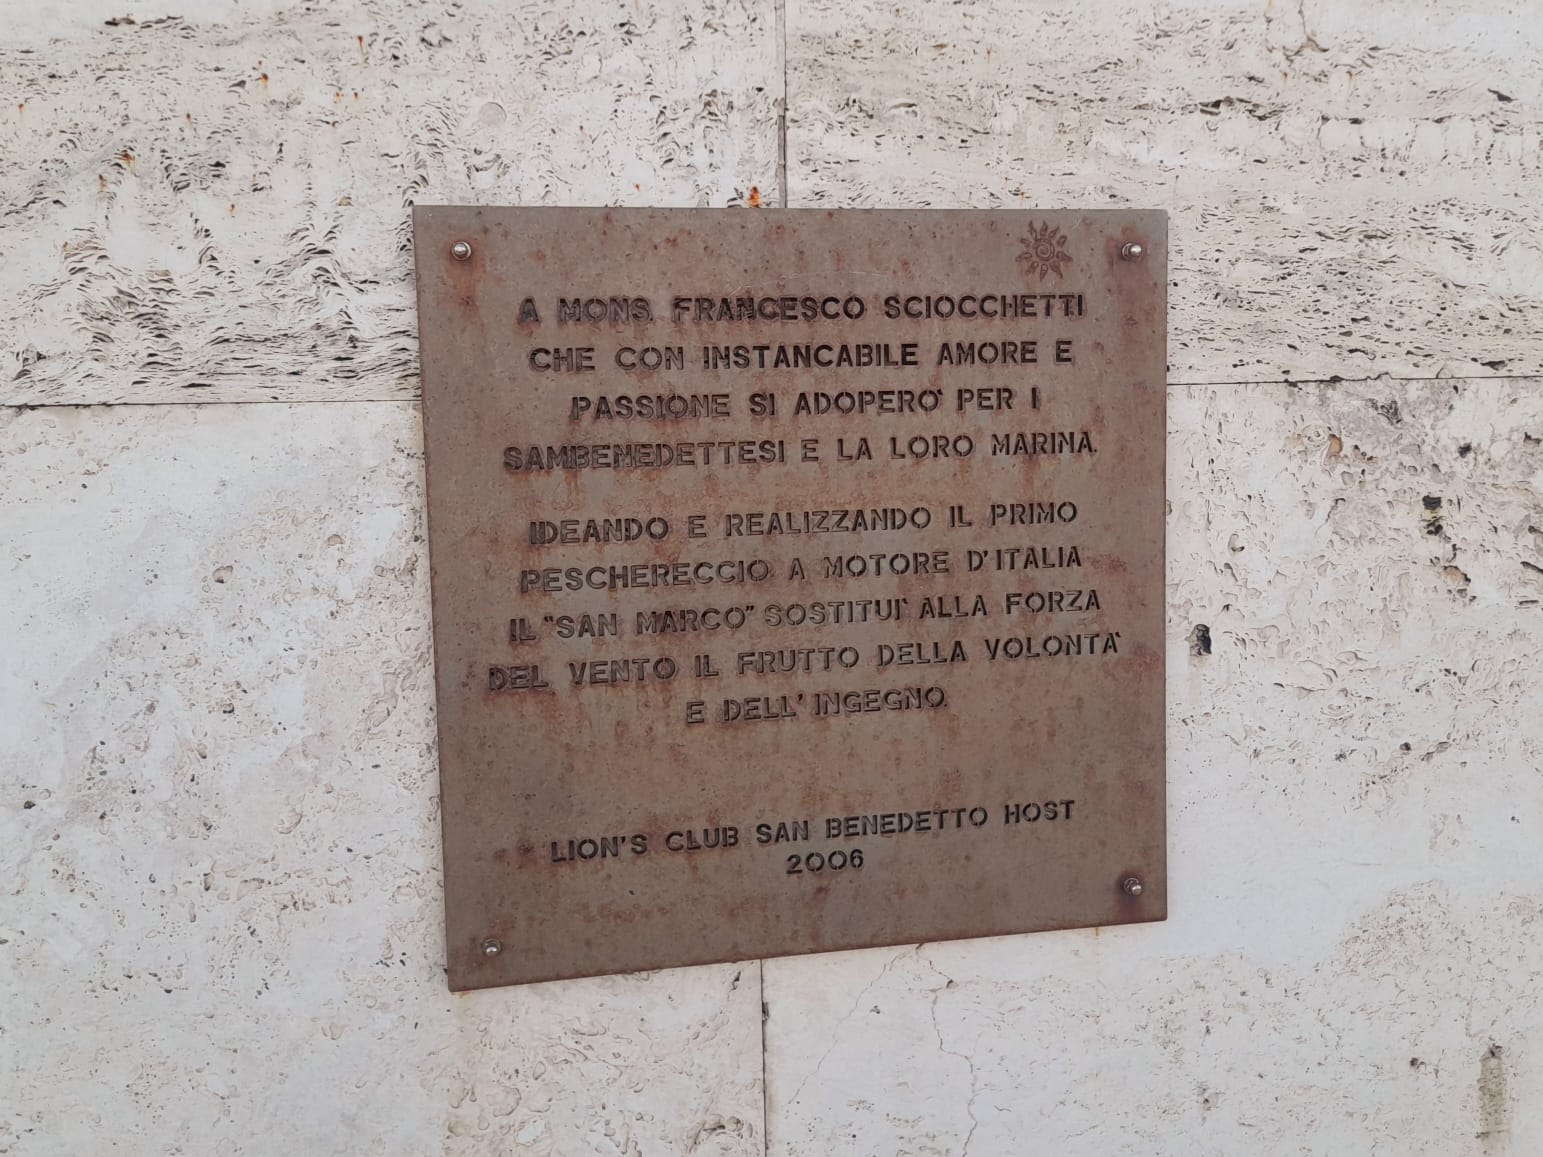 A MONS. FRANCESCO SCIOCCHETTI
CHE CON INSTANCABILE AMORE E
PASSIONE SI ADOPERO' PER I
SAMBENEDETTESI E LA LORO MARINA.
IDEANDO E REALIZZANDO IL PRIMO
PESCHERECCIO A MOTORE D'ITALIA
IL "SAN MARCO" SOSTITUI' ALLA FORZA
DEL VENTO IL FRUTTO DELLA VOLONTA'
E DELL'INGEGNO.
LION'S CLUB SAN BENEDETTO HOST
2006